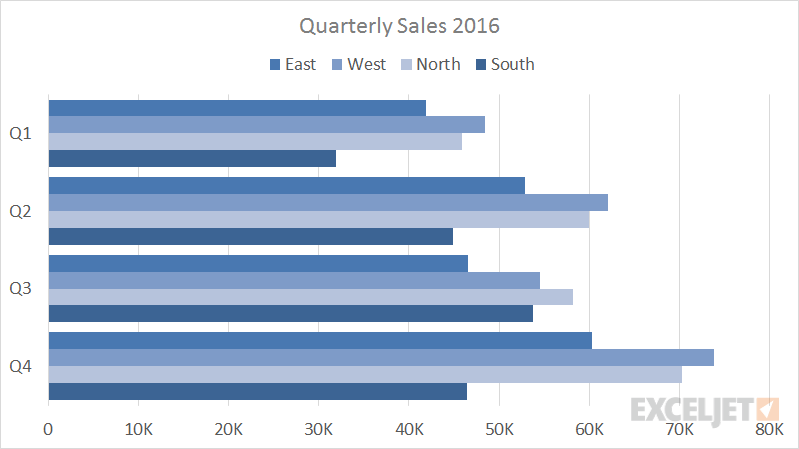 Quarterly Sales 2016
East West North South
Q1
Q2
Q3
Q4
EXCELJET
0 10K 20K 30K 40K 50K 60K 70K 80K